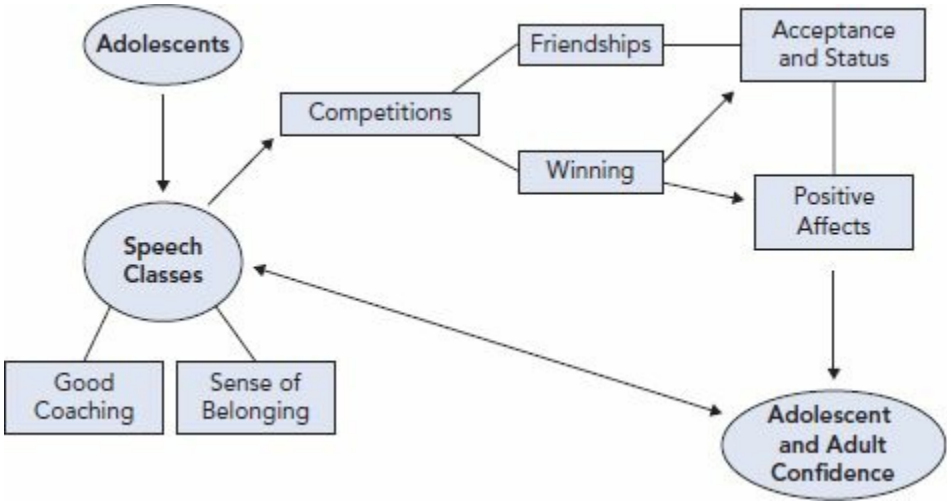 Adolescents
Friendships
Acceptance
and Status
Competitions
Winning
Positive
Affects
Speech
Classes
Good
Coaching
Sense of
Belonging
Adolescent
and Adult
Confidence